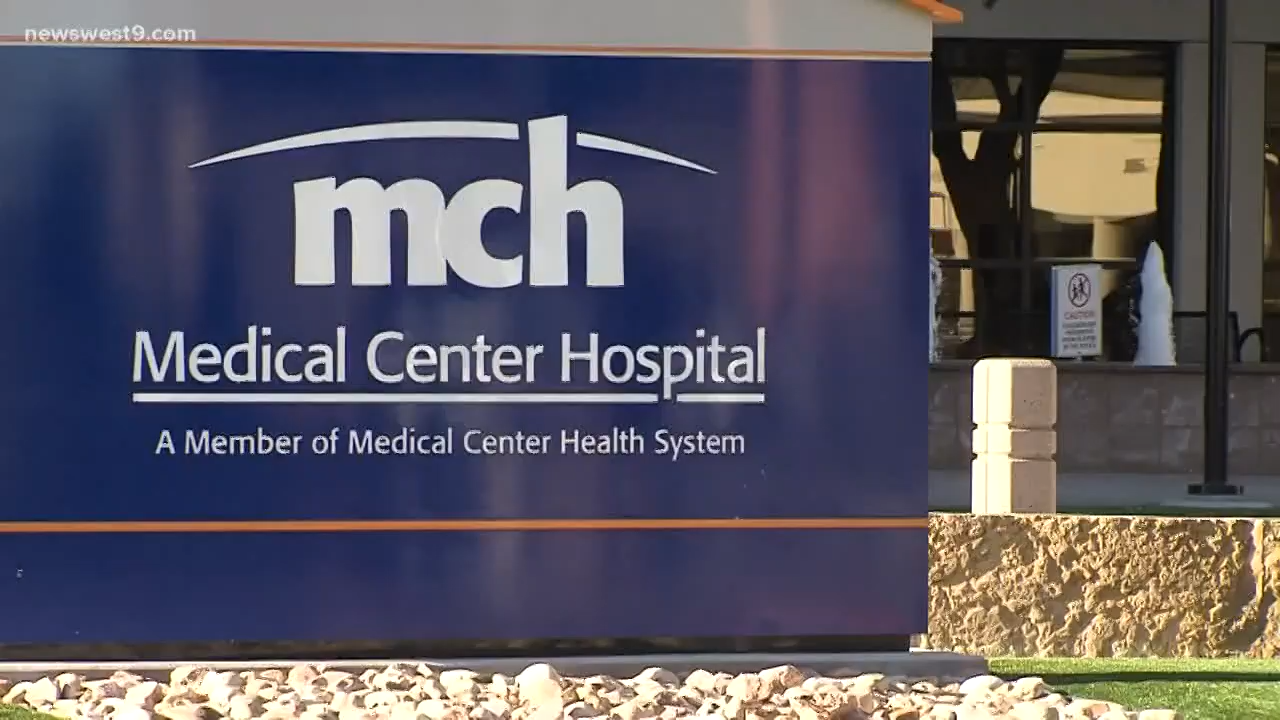 newswest9.com
mch
Medical Center Hospital
A Member of Medical Center Health System
CAUTION